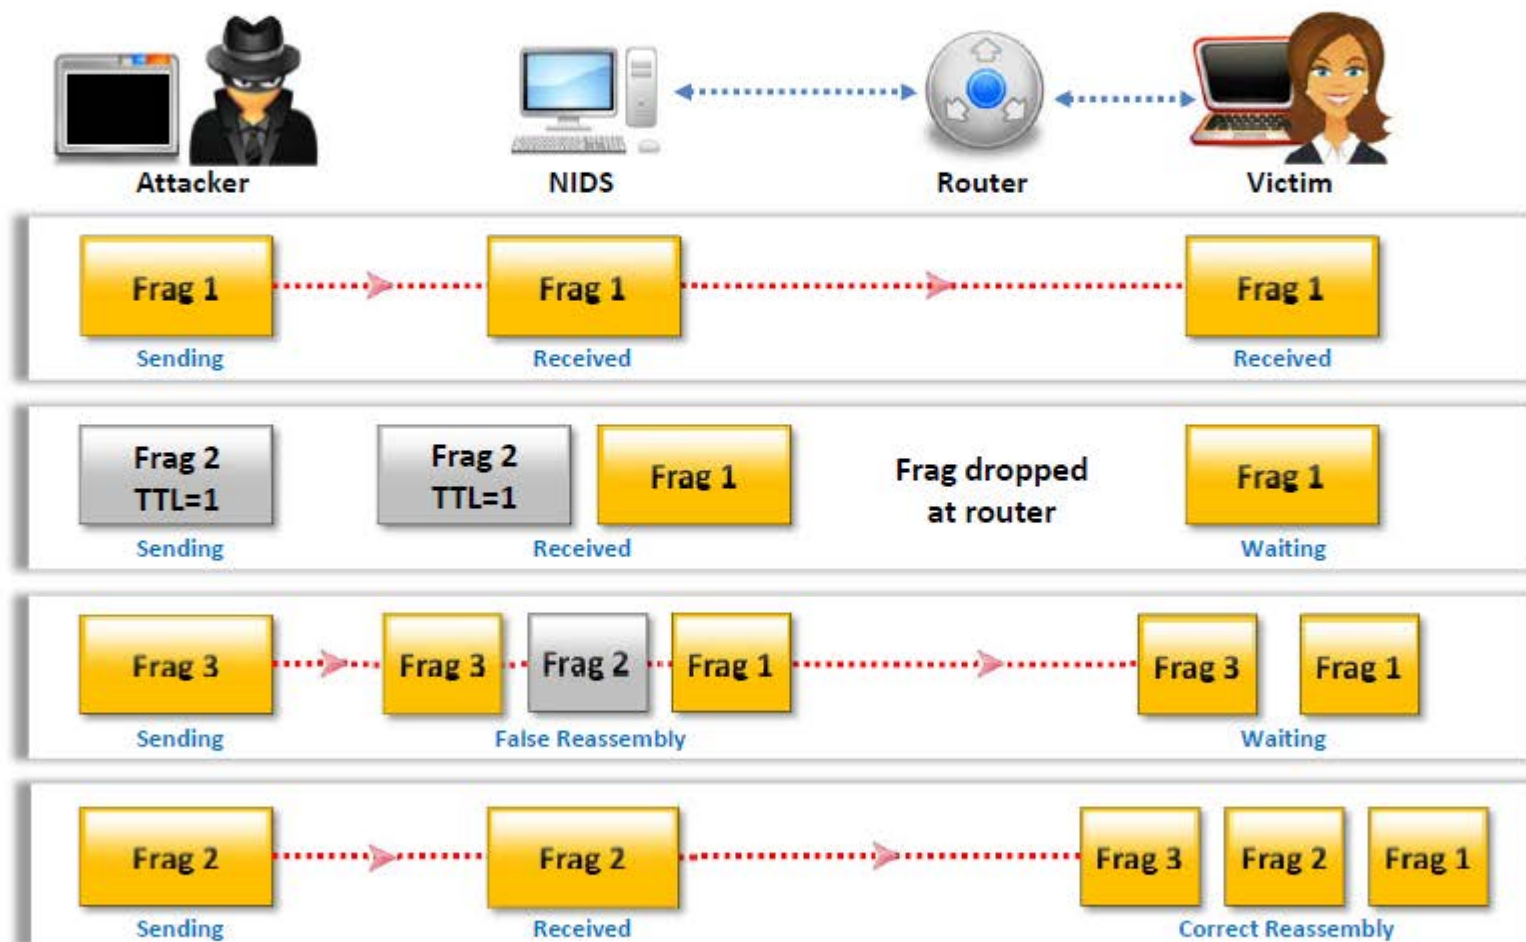 Attacker
NIDS
Router
Victim
Frag 1
Frag 1
Frag 1
Sending
Received
Received
Frag 2
TTL=1
Frag 2
TTL=1
Frag 1
Frag dropped
at router
Frag 1
Sending
Received
Waiting
Frag 3
Frag 3
Frag 2
Frag 1
Frag 3
Frag 1
Sending
False Reassembly
Waiting
Frag 2
Frag 2
Frag 3
Frag 2
Frag 1
Sending
Received
Correct Reassembly